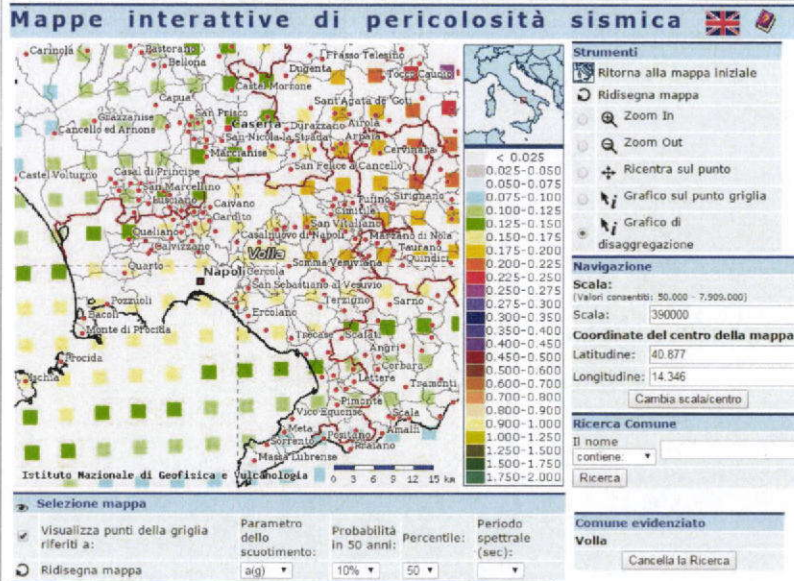 Mappe interattive di pericolosità sismica
Carinola
Pastorano
Bellona
Frasso Telesino
Dugenta
Tocco Caudio
Castel Morrone
Capua
Sant'Agata de' Goti
Grazzanise
San Prisco
Cancello ed Arnone
Caserta
Durazzano
Airola
San Nicola la Strada
Arpaia
Marcianise
Cervinara
San Felice a Cancello
Castel Volturno
Casal di Principe
San Marcellino
Sirignano
Lusciano
Caivano
Cimitile
Cardito
San Vitaliano
Qualiano
Casalnuovo di Napoli
Marzano di Nola
Calvizzano
Volla
Taurano
Quarto
Somma Vesuviana
Quindici
Napoli
Cercola
San Sebastiano al Vesuvio
Pozzuoli
Terzigno
Sarno
Bacoli
Ercolano
Monte di Procida
Trecase
Scafati
Angri
Procida
Corbara
Ischia
Lettere
Tramonti
Pimonte
Vico Equense
Scala
Meta
Amalfi
Sorrento
Positano
Praiano
Massa Lubrense
Istituto Nazionale di Geofisica e Vulcanologia
0 3 6 9 12 15 km
< 0.025
0.025-0.050
0.050-0.075
0.075-0.100
0.100-0.125
0.125-0.150
0.150-0.175
0.175-0.200
0.200-0.225
0.225-0.250
0.250-0.275
0.275-0.300
0.300-0.350
0.350-0.400
0.400-0.450
0.450-0.500
0.500-0.600
0.600-0.700
0.700-0.800
0.800-0.900
0.900-1.000
1.000-1.250
1.250-1.500
1.500-1.750
1.750-2.000
Strumenti
Ritorna alla mappa iniziale
Ridisegna mappa
Zoom In
Zoom Out
Ricentra sul punto
Grafico sul punto griglia
Grafico di
disaggregazione
Navigazione
Scala:
(Valori consentiti: 50.000 - 7.909.000)
Scala: 390000
Coordinate del centro della mappa
Latitudine: 40.877
Longitudine: 14.346
Cambia scala/centro
Ricerca Comune
Il nome
contiene:
Ricerca
Comune evidenziato
Volla
Cancella la Ricerca
Selezione mappa
Visualizza punti della griglia
riferiti a:
Parametro
dello
scuotimento:
Probabilità
in 50 anni:
Percentile:
Periodo
spettrale
(sec):
Ridisegna mappa
a(g) 10% 50